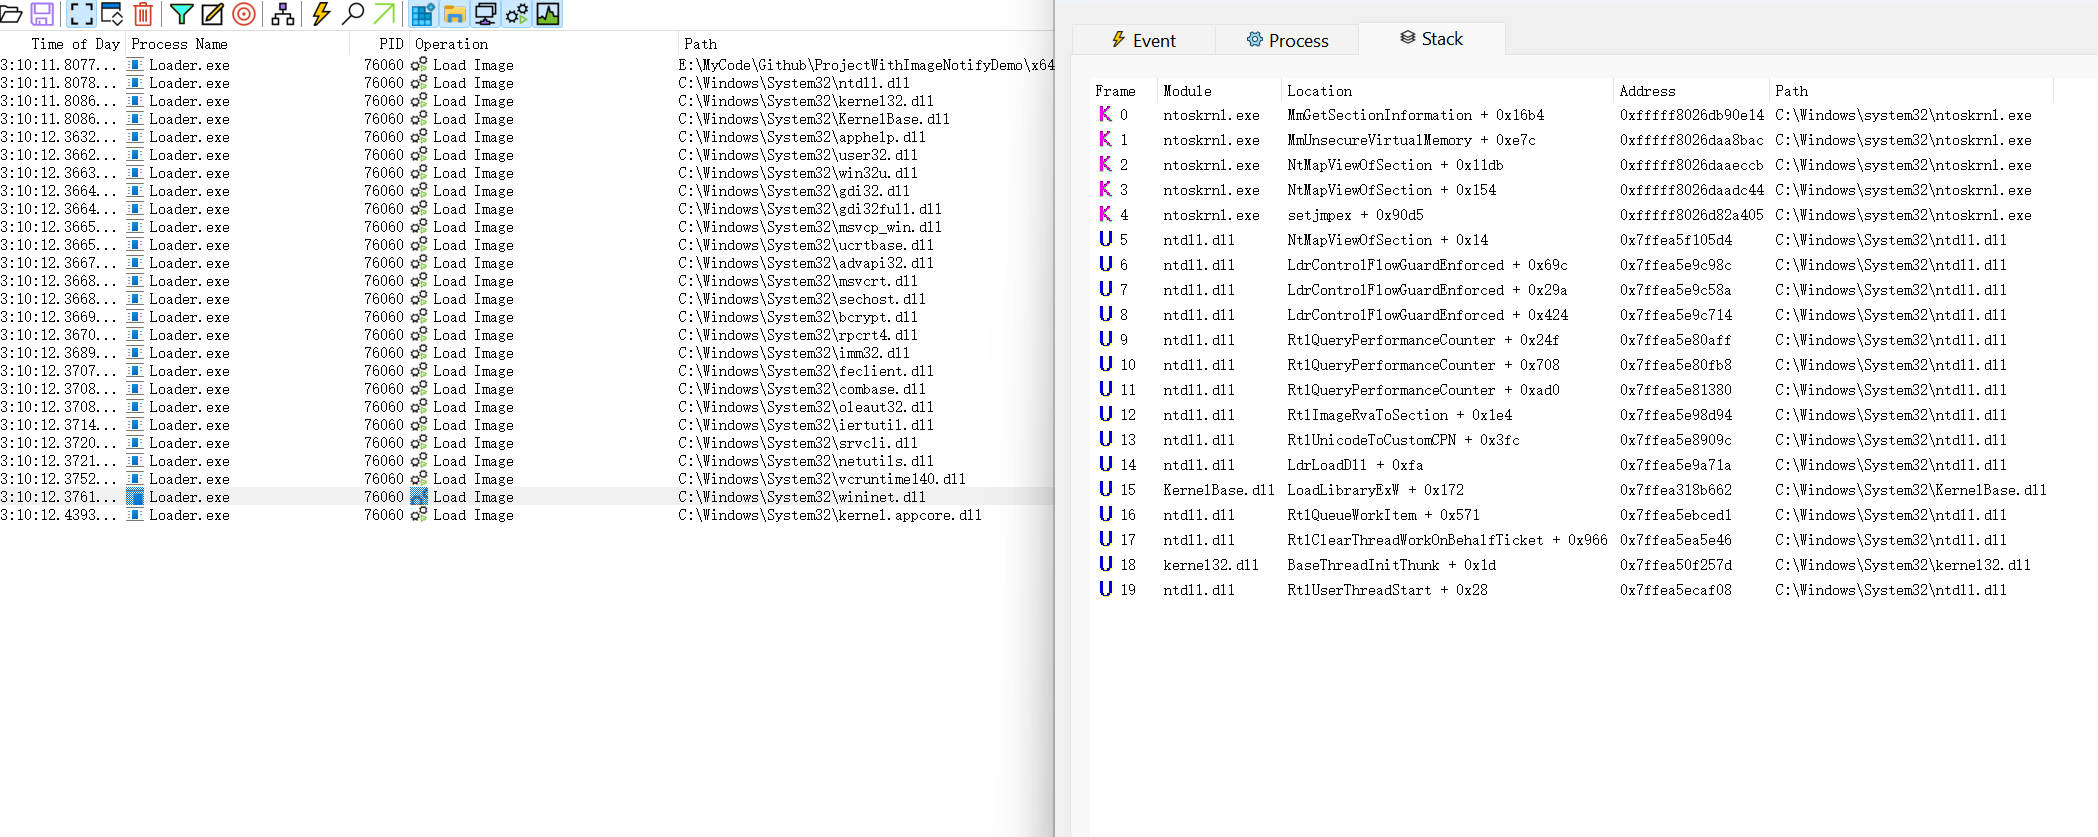 Time of Day Process Name PID Operation Path
3:10:11.8077... Loader.exe 76060 Load Image E:\MyCode\Github\ProjectWithImageNotifyDemo\x64
3:10:11.8078... Loader.exe 76060 Load Image C:\Windows\System32\ntdll.dll
3:10:11.8086... Loader.exe 76060 Load Image C:\Windows\System32\kernel32.dll
3:10:11.8086... Loader.exe 76060 Load Image C:\Windows\System32\KernelBase.dll
3:10:12.3632... Loader.exe 76060 Load Image C:\Windows\System32\apphelp.dll
3:10:12.3662... Loader.exe 76060 Load Image C:\Windows\System32\user32.dll
3:10:12.3663... Loader.exe 76060 Load Image C:\Windows\System32\win32u.dll
3:10:12.3664... Loader.exe 76060 Load Image C:\Windows\System32\gdi32.dll
3:10:12.3664... Loader.exe 76060 Load Image C:\Windows\System32\gdi32full.dll
3:10:12.3665... Loader.exe 76060 Load Image C:\Windows\System32\msvcp_win.dll
3:10:12.3665... Loader.exe 76060 Load Image C:\Windows\System32\ucrtbase.dll
3:10:12.3667... Loader.exe 76060 Load Image C:\Windows\System32\advapi32.dll
3:10:12.3668... Loader.exe 76060 Load Image C:\Windows\System32\msvcrt.dll
3:10:12.3668... Loader.exe 76060 Load Image C:\Windows\System32\sechost.dll
3:10:12.3669... Loader.exe 76060 Load Image C:\Windows\System32\bcrypt.dll
3:10:12.3670... Loader.exe 76060 Load Image C:\Windows\System32\rpcrt4.dll
3:10:12.3689... Loader.exe 76060 Load Image C:\Windows\System32\imm32.dll
3:10:12.3707... Loader.exe 76060 Load Image C:\Windows\System32\feclient.dll
3:10:12.3708... Loader.exe 76060 Load Image C:\Windows\System32\combase.dll
3:10:12.3708... Loader.exe 76060 Load Image C:\Windows\System32\oleaut32.dll
3:10:12.3714... Loader.exe 76060 Load Image C:\Windows\System32\iertutil.dll
3:10:12.3720... Loader.exe 76060 Load Image C:\Windows\System32\srvcli.dll
3:10:12.3721... Loader.exe 76060 Load Image C:\Windows\System32\netutils.dll
3:10:12.3752... Loader.exe 76060 Load Image C:\Windows\System32\vcruntime140.dll
3:10:12.3761... Loader.exe 76060 Load Image C:\Windows\System32\wininet.dll
3:10:12.4393... Loader.exe 76060 Load Image C:\Windows\System32\kernel.appcore.dll
Event Process Stack
Frame Module Location Address Path
K 0 ntoskrnl.exe MmGetSectionInformation + 0x16b4 0xfffff8026db90e14 C:\Windows\system32\ntoskrnl.exe
K 1 ntoskrnl.exe MmUnsecureVirtualMemory + 0xe7c 0xfffff8026daa8bac C:\Windows\system32\ntoskrnl.exe
K 2 ntoskrnl.exe NtMapViewOfSection + 0x11db 0xfffff8026daaeccb C:\Windows\system32\ntoskrnl.exe
K 3 ntoskrnl.exe NtMapViewOfSection + 0x154 0xfffff8026daadc44 C:\Windows\system32\ntoskrnl.exe
K 4 ntoskrnl.exe setjmpex + 0x90d5 0xfffff8026d82a405 C:\Windows\system32\ntoskrnl.exe
U 5 ntdll.dll NtMapViewOfSection + 0x14 0x7ffea5f105d4 C:\Windows\System32\ntdll.dll
U 6 ntdll.dll LdrControlFlowGuardEnforced + 0x69c 0x7ffea5e9c98c C:\Windows\System32\ntdll.dll
U 7 ntdll.dll LdrControlFlowGuardEnforced + 0x29a 0x7ffea5e9c58a C:\Windows\System32\ntdll.dll
U 8 ntdll.dll LdrControlFlowGuardEnforced + 0x424 0x7ffea5e9c714 C:\Windows\System32\ntdll.dll
U 9 ntdll.dll RtlQueryPerformanceCounter + 0x24f 0x7ffea5e80aff C:\Windows\System32\ntdll.dll
U 10 ntdll.dll RtlQueryPerformanceCounter + 0x708 0x7ffea5e80fb8 C:\Windows\System32\ntdll.dll
U 11 ntdll.dll RtlQueryPerformanceCounter + 0xad0 0x7ffea5e81380 C:\Windows\System32\ntdll.dll
U 12 ntdll.dll RtlImageRvaToSection + 0x1e4 0x7ffea5e98d94 C:\Windows\System32\ntdll.dll
U 13 ntdll.dll RtlUnicodeToCustomCPN + 0x3fc 0x7ffea5e8909c C:\Windows\System32\ntdll.dll
U 14 ntdll.dll LdrLoadDll + 0xfa 0x7ffea5e9a71a C:\Windows\System32\ntdll.dll
U 15 KernelBase.dll LoadLibraryExW + 0x172 0x7ffea318b662 C:\Windows\System32\KernelBase.dll
U 16 ntdll.dll RtlQueueWorkItem + 0x571 0x7ffea5ebced1 C:\Windows\System32\ntdll.dll
U 17 ntdll.dll RtlClearThreadWorkOnBehalfTicket + 0x966 0x7ffea5ea5e46 C:\Windows\System32\ntdll.dll
U 18 kernel32.dll BaseThreadInitThunk + 0x1d 0x7ffea50f257d C:\Windows\System32\kernel32.dll
U 19 ntdll.dll RtlUserThreadStart + 0x28 0x7ffea5ecaf08 C:\Windows\System32\ntdll.dll